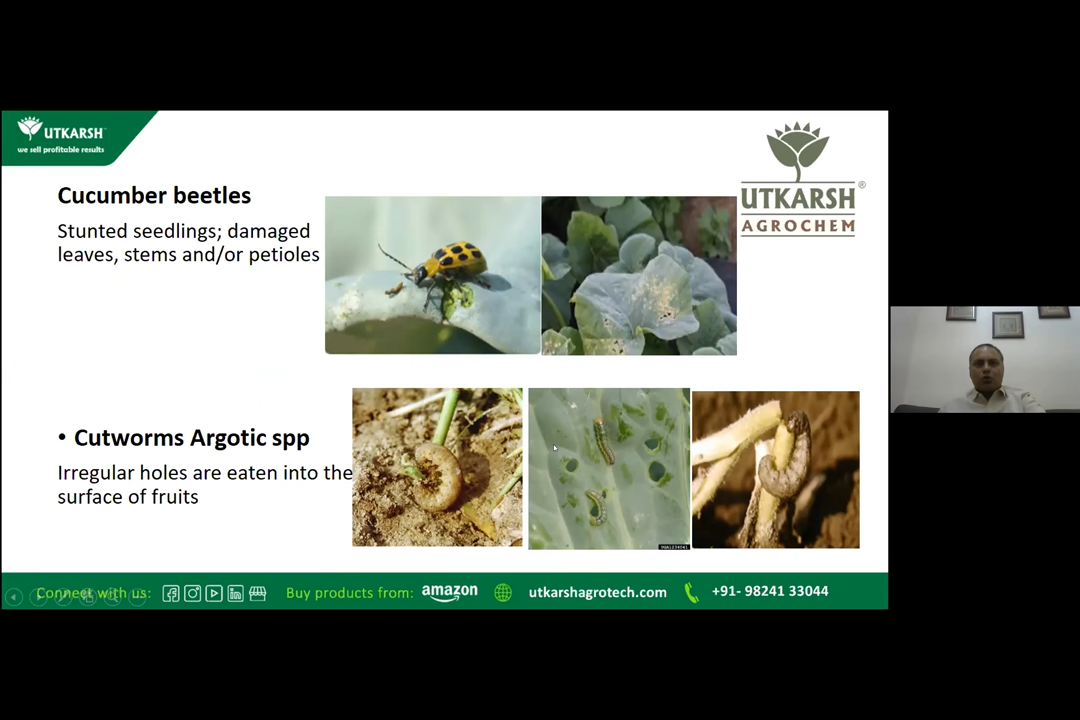 UTKARSH
we sell profitable results
UTKARSH®
AGROCHEM
Cucumber beetles
Stunted seedlings; damaged
leaves, stems and/or petioles
• Cutworms Argotic spp
Irregular holes are eaten into the
surface of fruits
Connect with us:
Buy products from: amazon
utkarshagrotech.com
+91- 98241 33044